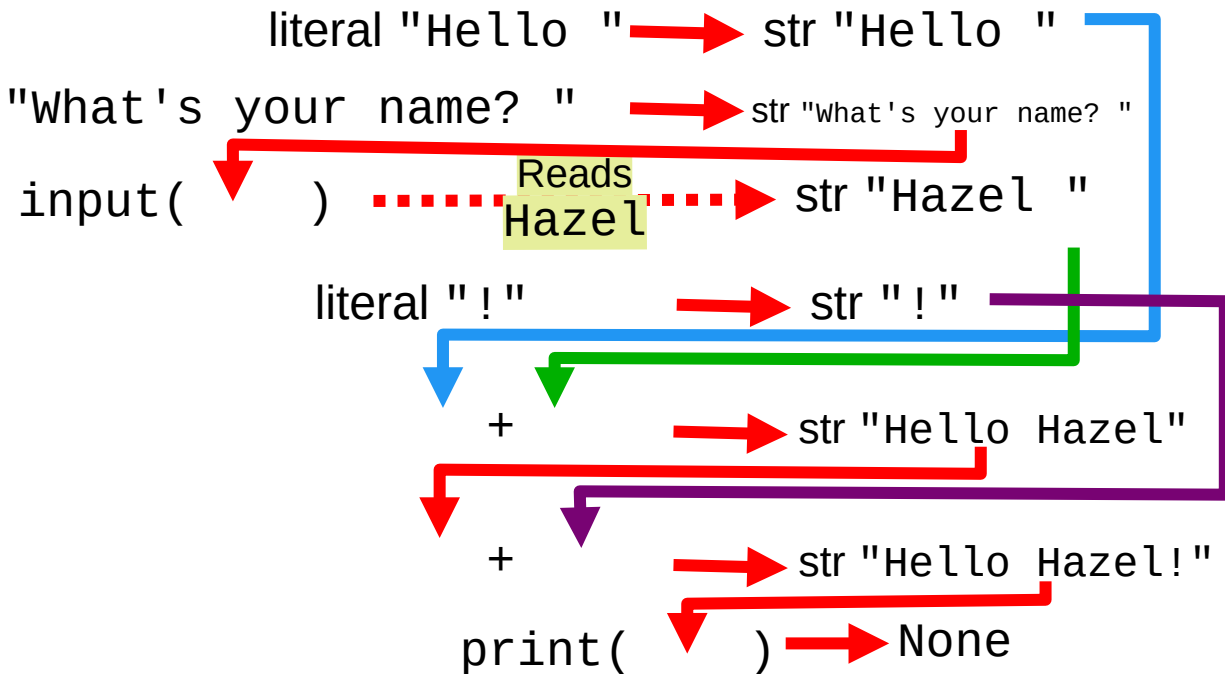 literal "Hello " str "Hello "
"What's your name? " str "What's your name? "
input( ) Reads Hazel str "Hazel "
literal "!" str "!"
+ str "Hello Hazel"
+ str "Hello Hazel!"
print( ) None